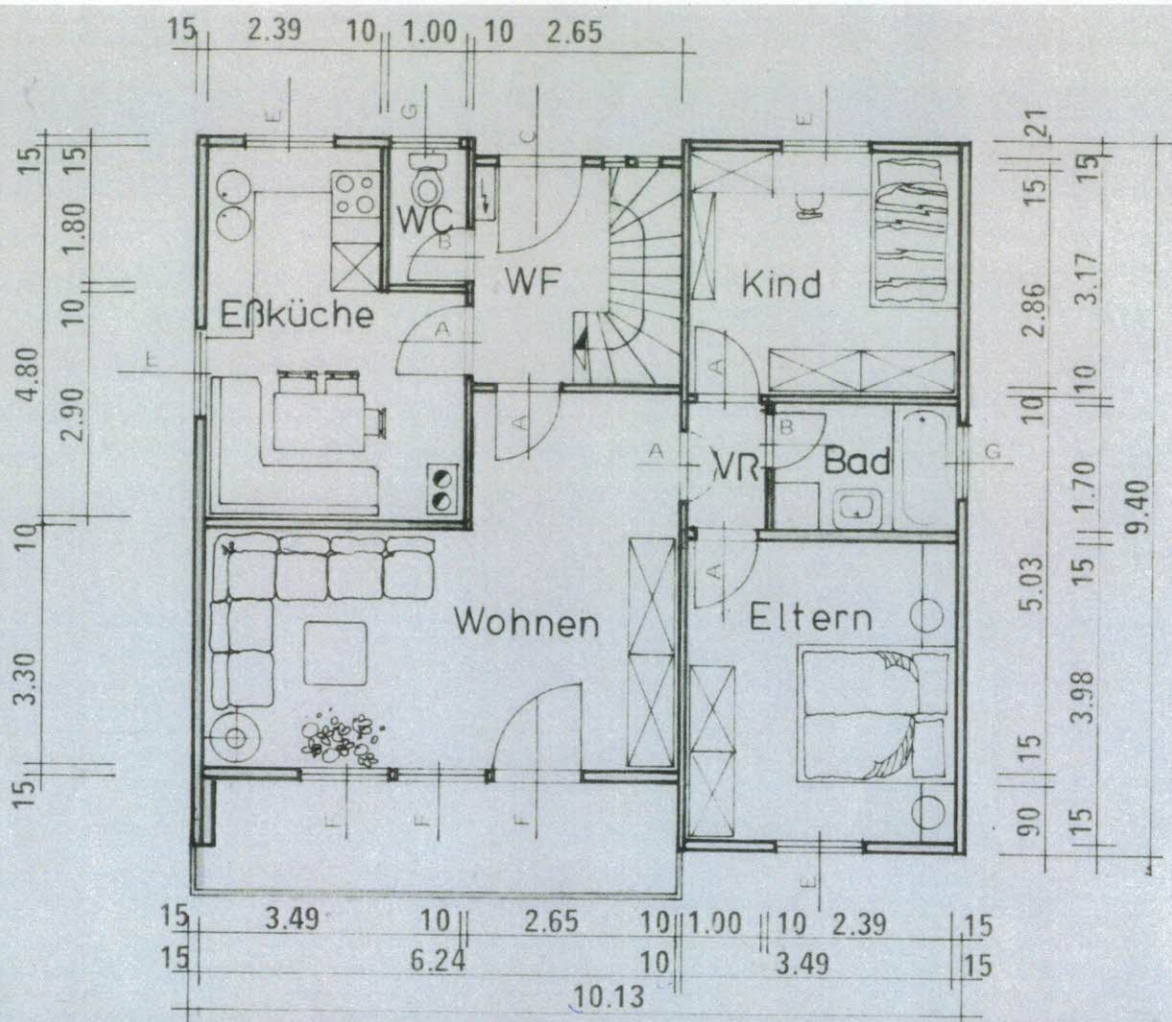 15 2.39 10 1.00 10 2.65
E G C E
15 15 21
WC
B
1.80 15 15
WF Kind 3.17
10 Eßküche 2.86
A A
E
4.80 10
2.90 A 10
B
A VR Bad G
1.70 9.40
10
15
A 5.03
Wohnen Eltern
3.30 3.98
15
15
F F F 90 15
E
15 3.49 10 2.65 10 1.00 10 2.39 15
15 6.24 10 3.49 15
10.13